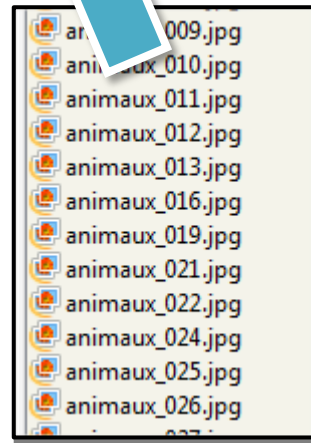 009.jpg
animaux_010.jpg
animaux_011.jpg
animaux_012.jpg
animaux_013.jpg
animaux_016.jpg
animaux_019.jpg
animaux_021.jpg
animaux_022.jpg
animaux_024.jpg
animaux_025.jpg
animaux_026.jpg